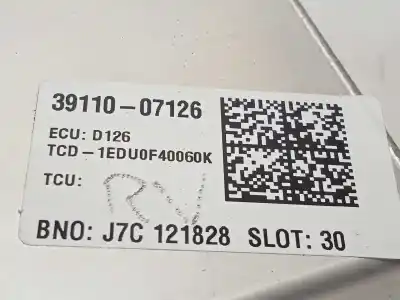 39110-07126
ECU: D126
TCD-1EDU0F40060K
TCU:
BNO: J7C 121828 SLOT: 30